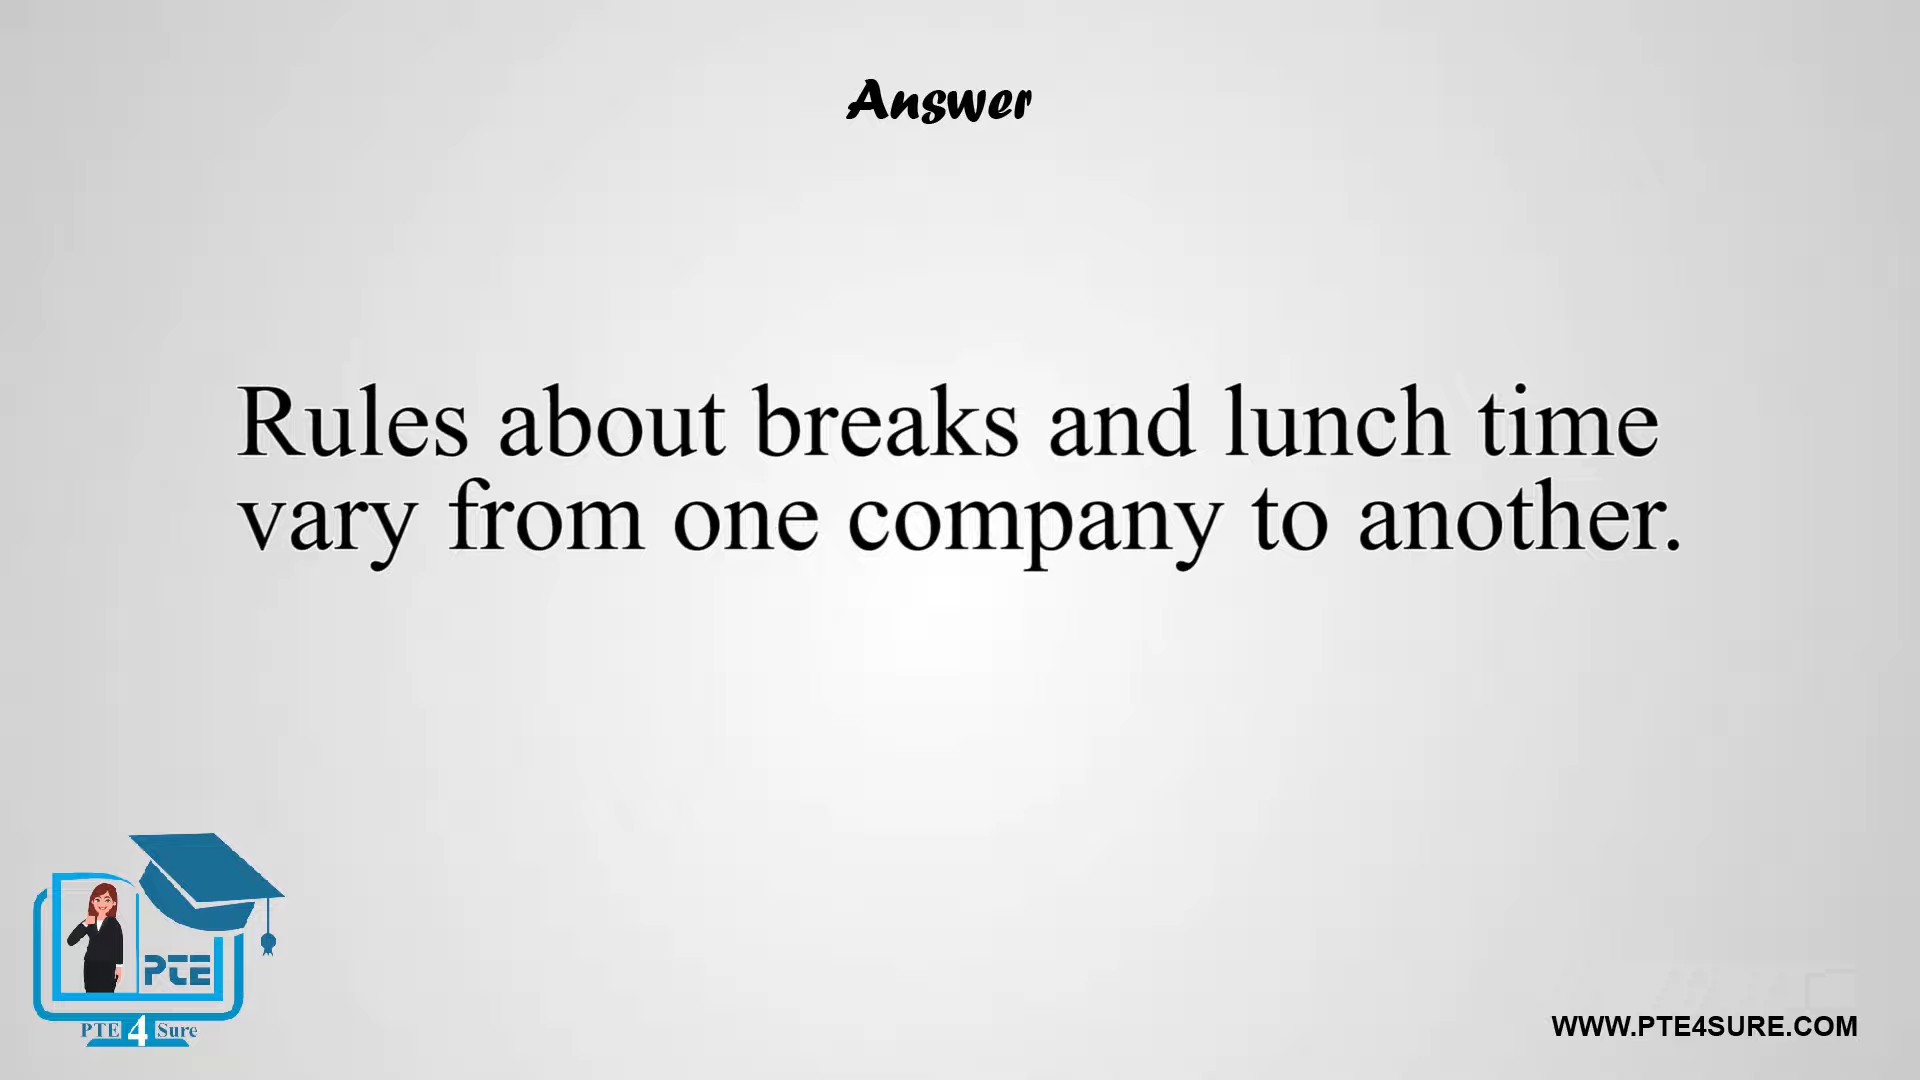 Answer
Rules about breaks and lunch time
vary from one company to another.
PTE
PTE 4 Sure
WWW.PTE4SURE.COM